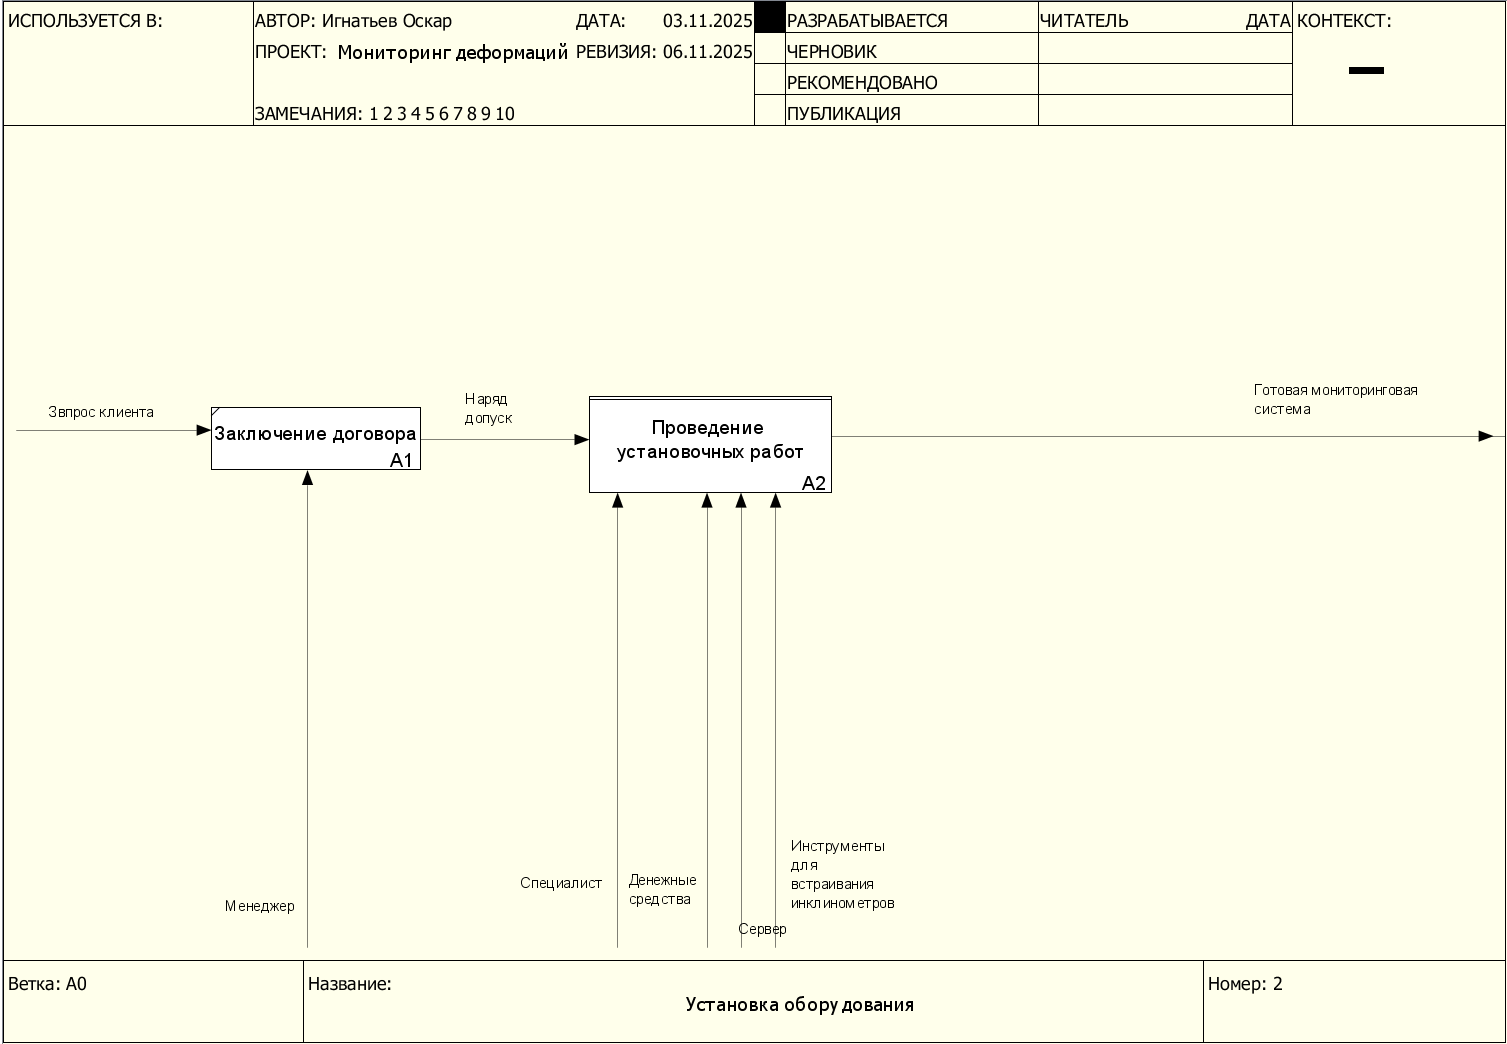 ИСПОЛЬЗУЕТСЯ В:
АВТОР: Игнатьев Оскар
ДАТА: 03.11.2025
ПРОЕКТ: Мониторинг деформаций
РЕВИЗИЯ: 06.11.2025
ЗАМЕЧАНИЯ: 1 2 3 4 5 6 7 8 9 10
РАЗРАБАТЫВАЕТСЯ
ЧЕРНОВИК
РЕКОМЕНДОВАНО
ПУБЛИКАЦИЯ
ЧИТАТЕЛЬ
ДАТА
КОНТЕКСТ:
Звпрос клиента
Заключение договора
A1
Наряд
допуск
Проведение
установочных работ
A2
Готовая мониторинговая
система
Менеджер
Специалист
Денежные
средства
Сервер
Инструменты
для
встраивания
инклинометров
Ветка: A0
Название:
Установка оборудования
Номер: 2